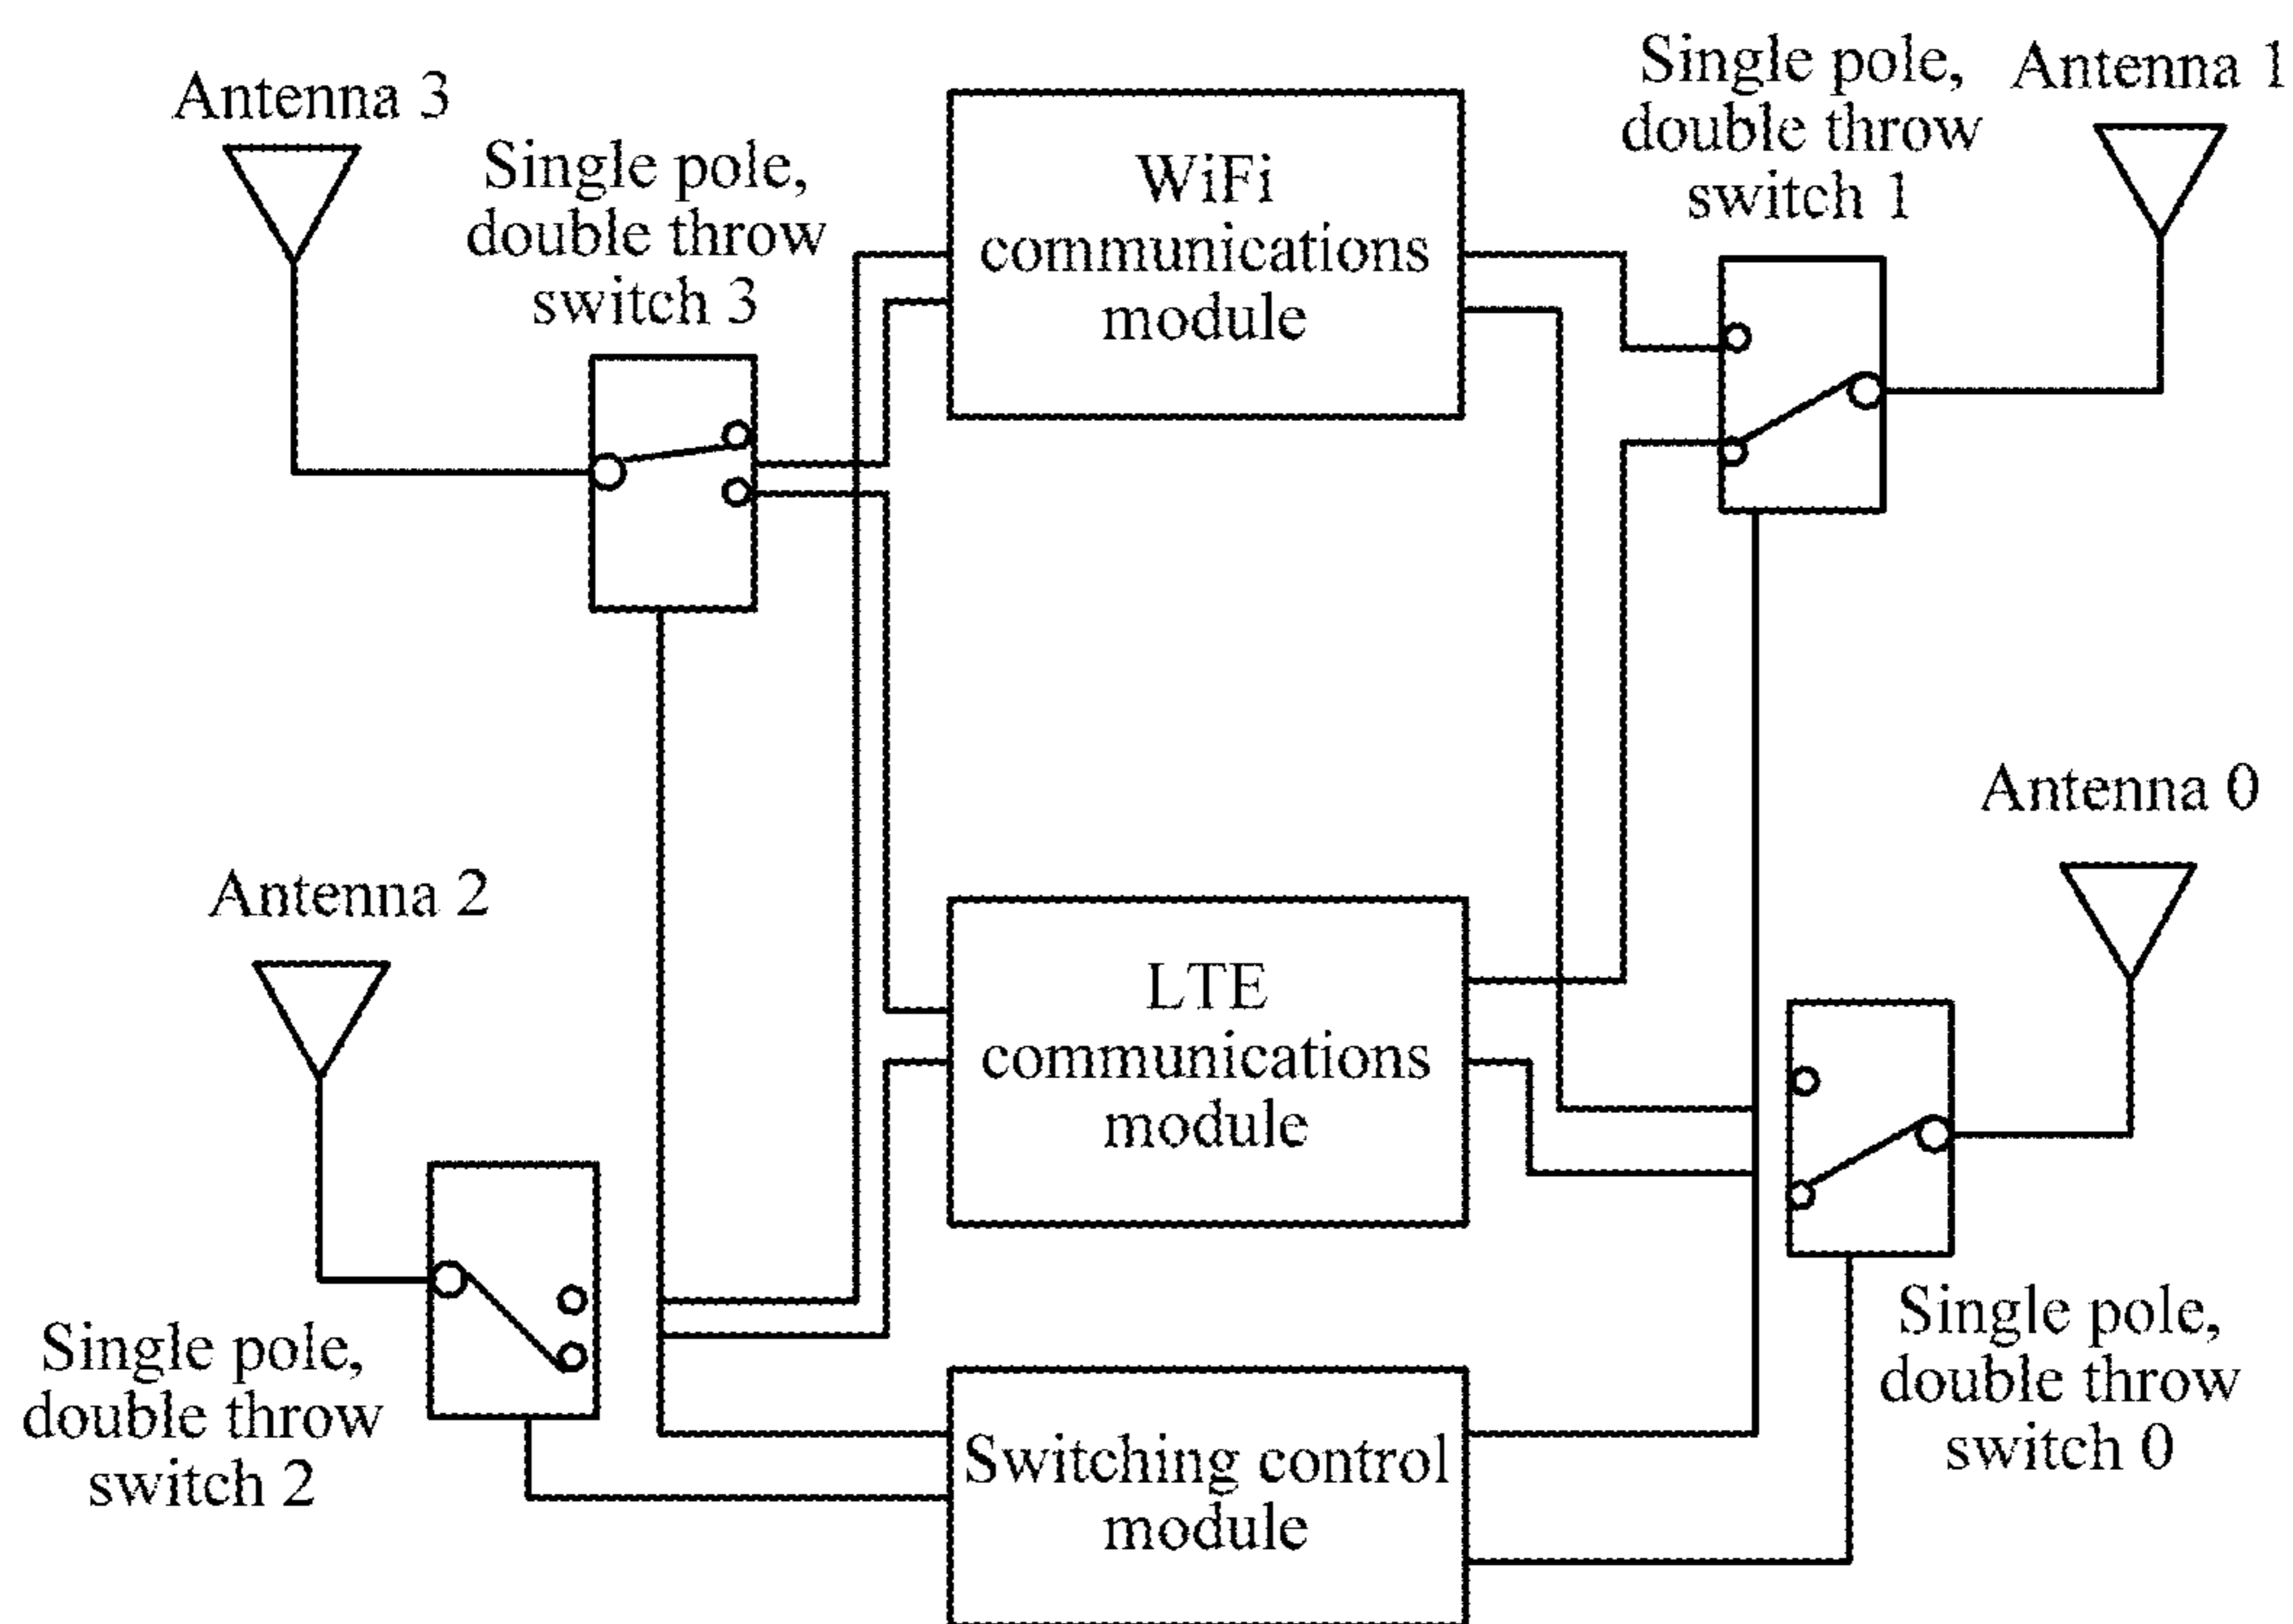 Antenna 3
Single pole,
double throw
switch 3
WiFi
communications
module
Single pole,
double throw
switch 1
Antenna 1
Antenna 2
LTE
communications
module
Antenna 0
Single pole,
double throw
switch 2
Switching control
module
Single pole,
double throw
switch 0